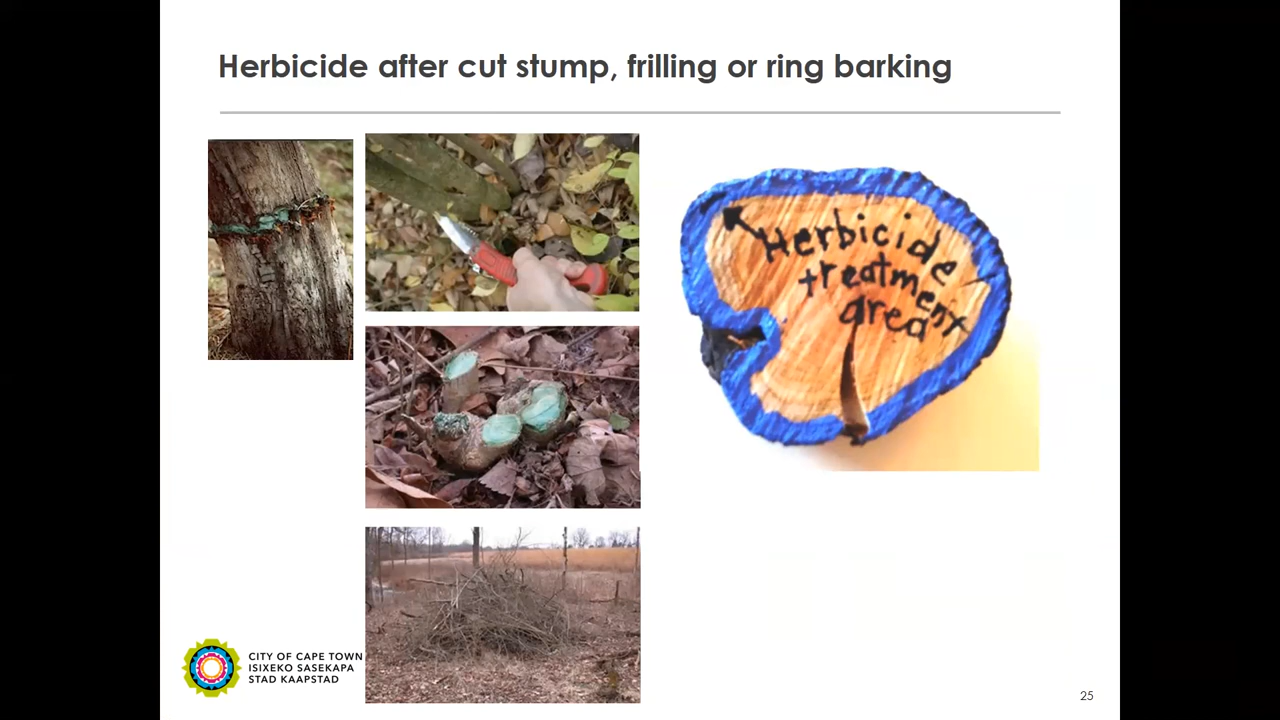 Herbicide after cut stump, frilling or ring barking
Herbicide
treatment
area
CITY OF CAPE TOWN
ISIXEKO SASEKAPA
STAD KAAPSTAD
25